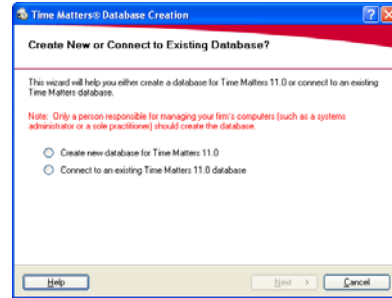 Time Matters® Database Creation
Create New or Connect to Existing Database?
This wizard will help you either create a database for Time Matters 11.0 or connect to an existing
Time Matters database.
Note: Only a person responsible for managing your firm's computers (such as a systems
administrator or a sole practitioner) should create the database.
Create new database for Time Matters 11.0
Connect to an existing Time Matters 11.0 database
Help
Next >
Cancel